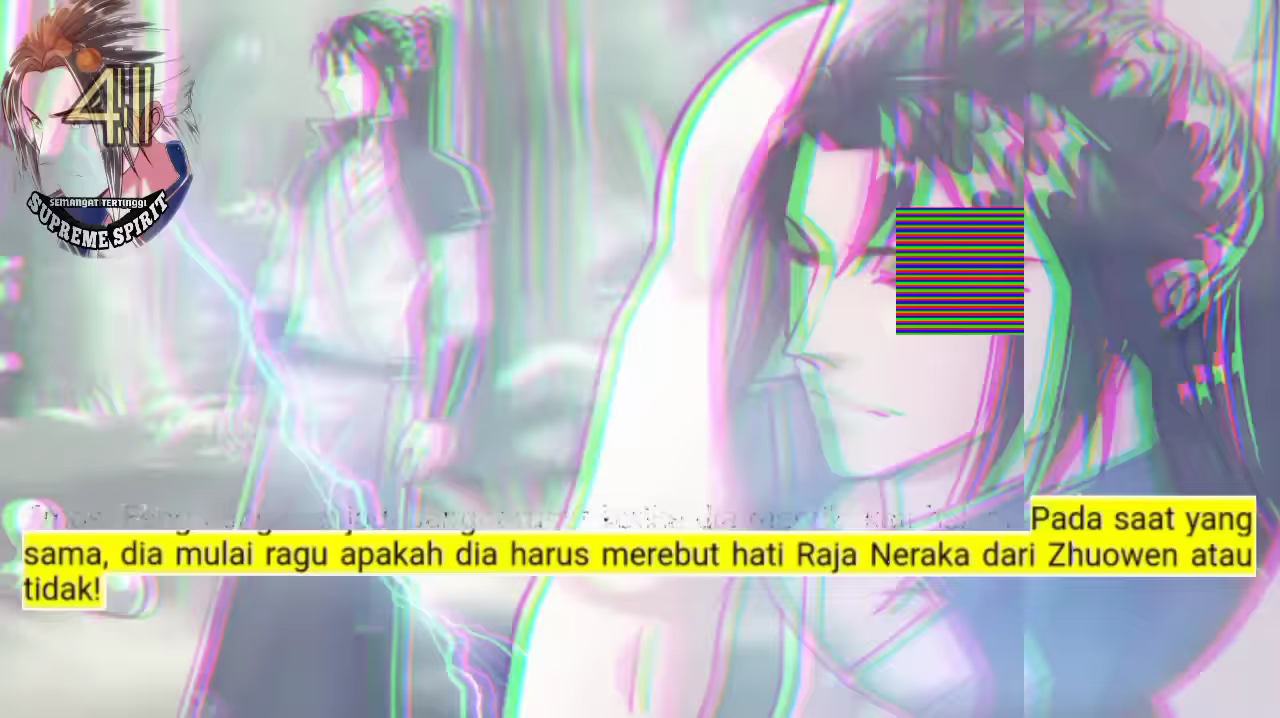 41
SEMANGAT TERTINGGI
SUPREME SPIRIT
Pada saat yang
sama, dia mulai ragu apakah dia harus merebut hati Raja Neraka dari Zhuowen atau
tidak!